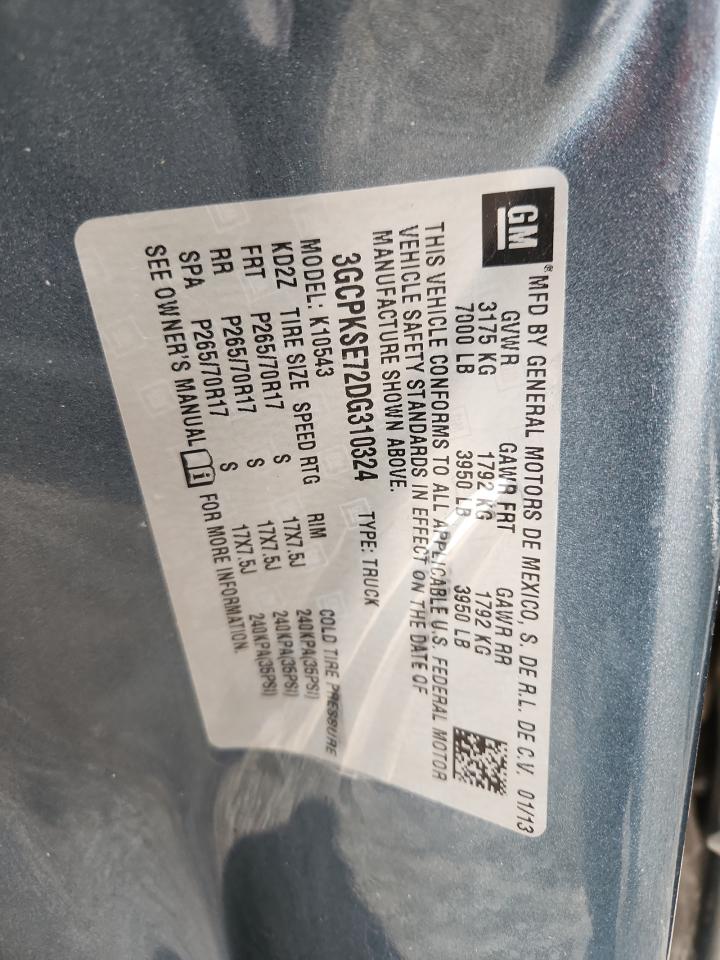 GM
® MFD BY GENERAL MOTORS DE MEXICO, S. DE R.L. DE C.V. 01/13
GVWR GAWR FRT GAWR RR
3175 KG 1792 KG 1792 KG
7000 LB 3950 LB 3950 LB
THIS VEHICLE CONFORMS TO ALL APPLICABLE U.S. FEDERAL MOTOR
VEHICLE SAFETY STANDARDS IN EFFECT ON THE DATE OF
MANUFACTURE SHOWN ABOVE.
3GCPKSE72DG310324 TYPE: TRUCK
MODEL: K10543
KD2Z TIRE SIZE SPEED RTG RIM COLD TIRE PRESSURE
FRT P265/70R17 S 17X7.5J 240KPA(35PSI)
RR P265/70R17 S 17X7.5J 240KPA(35PSI)
SPA P265/70R17 S 17X7.5J 240KPA(35PSI)
SEE OWNER'S MANUAL i FOR MORE INFORMATION.